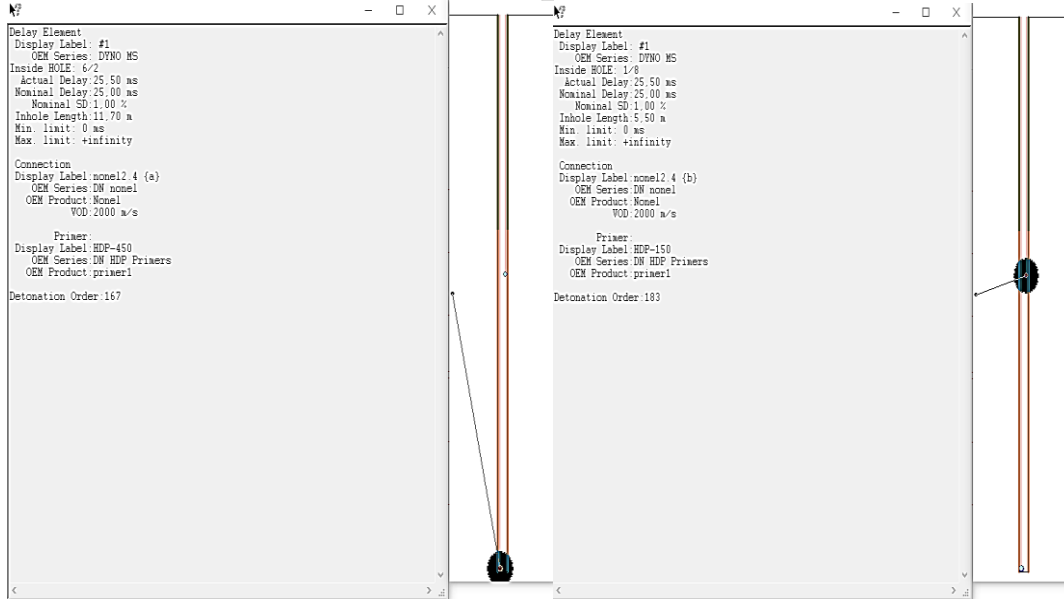 Delay Element
Display Label: #1
OEM Series: DYNO MS
Inside HOLE: 6/2
Actual Delay:25,50 ms
Nominal Delay:25,00 ms
Nominal SD:1,00 %
Inhole Length:11,70 m
Min. limit: 0 ms
Max. limit: +infinity
Connection
Display Label:nonel2.4 {a}
OEM Series:DN nonel
OEM Product:Nonel
VOD:2000 m/s
Primer:
Display Label:HDP-450
OEM Series:DN HDP Primers
OEM Product:primer1
Detonation Order:167
Delay Element
Display Label: #1
OEM Series: DYNO MS
Inside HOLE: 1/8
Actual Delay:25,50 ms
Nominal Delay:25,00 ms
Nominal SD:1,00 %
Inhole Length:5,50 m
Min. limit: 0 ms
Max. limit: +infinity
Connection
Display Label:nonel2.4 {b}
OEM Series:DN nonel
OEM Product:Nonel
VOD:2000 m/s
Primer:
Display Label:HDP-150
OEM Series:DN HDP Primers
OEM Product:primer1
Detonation Order:183